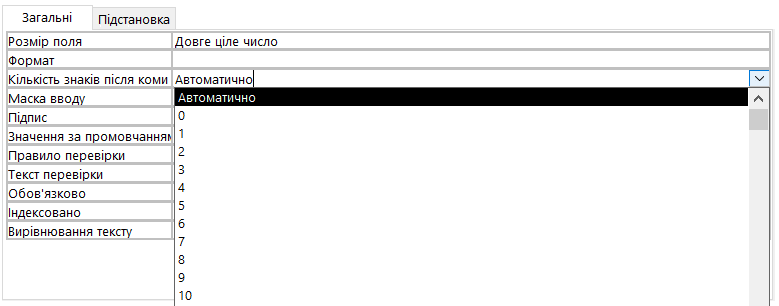 Загальні Підстановка
Розмір поля Довге ціле число
Формат
Кількість знаків після коми Автоматично
Маска вводу Автоматично
Підпис 0
Значення за промовчанням 1
Правило перевірки 2
Текст перевірки 3
Обов'язково 4
Індексовано 5
Вирівнювання тексту 6
7
8
9
10